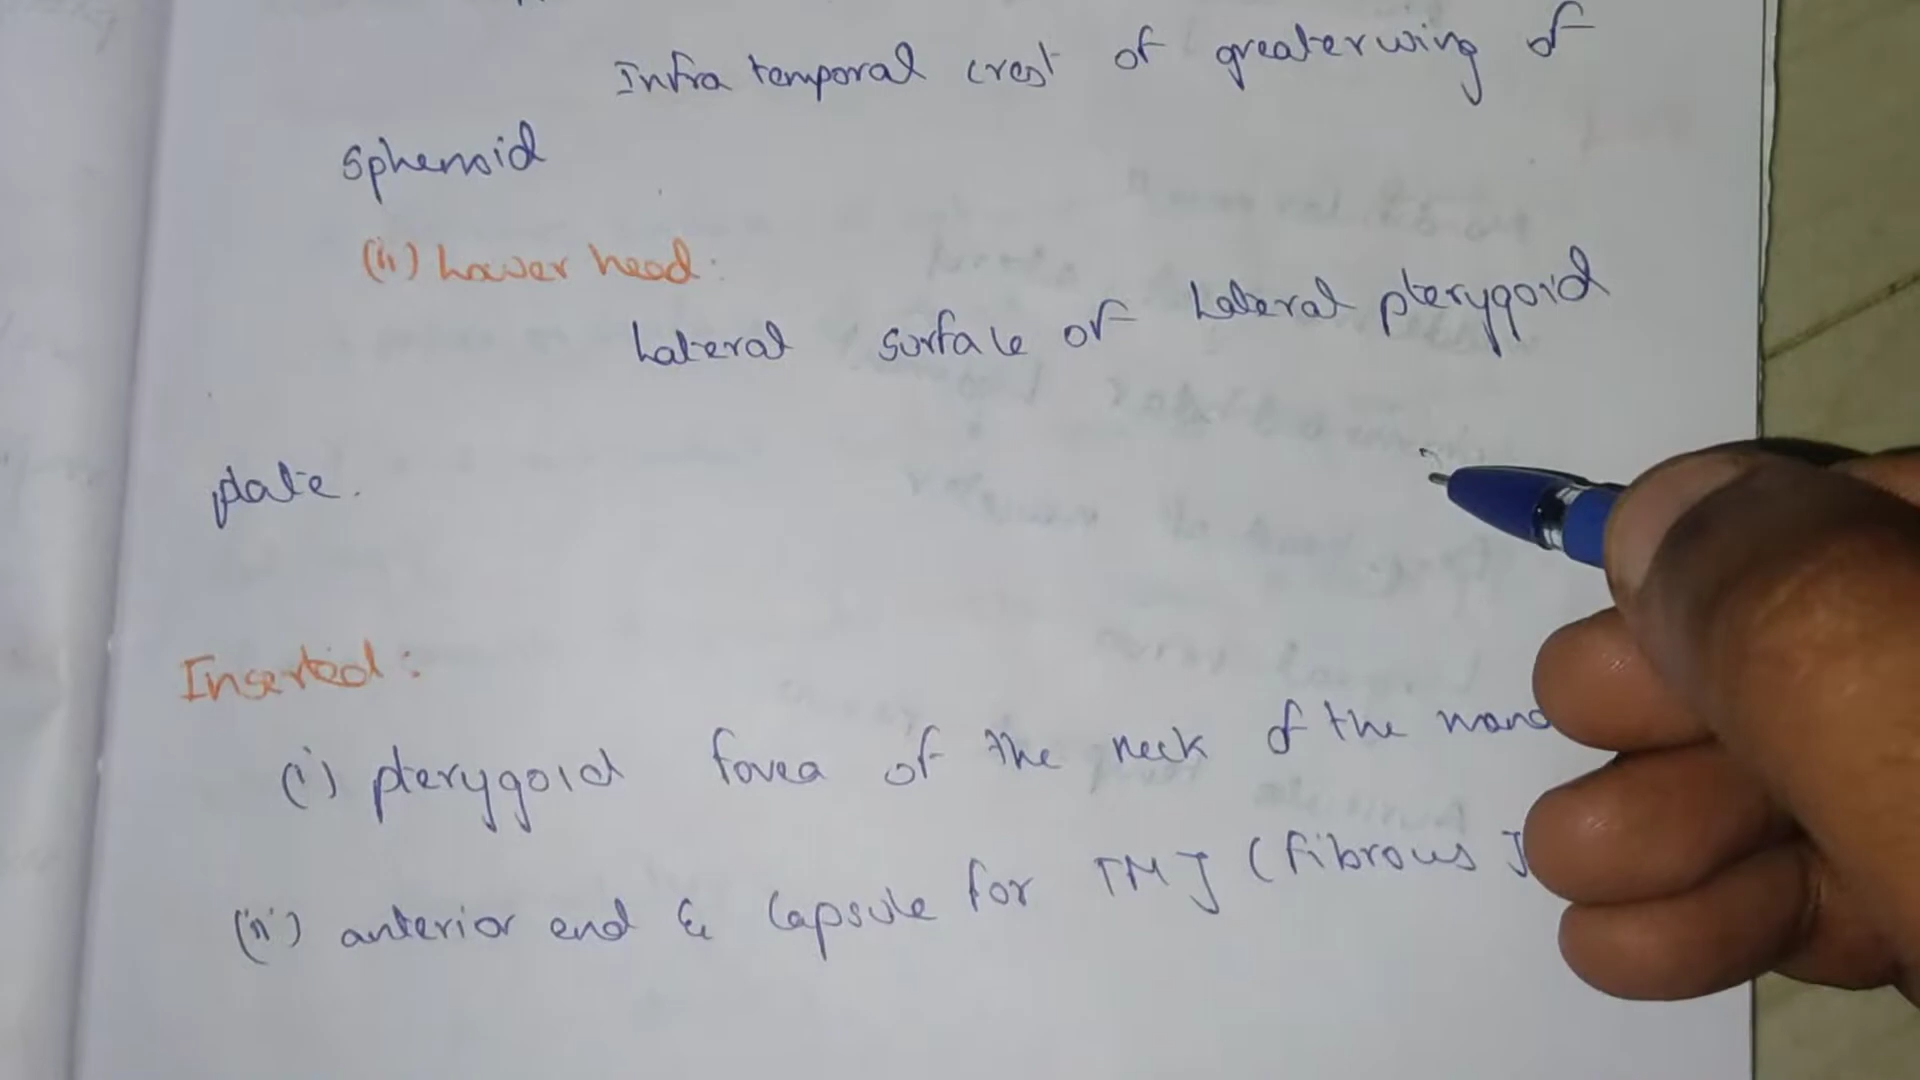 Infra temporal crest of greater wing of
sphenoid
(ii) Lower head:
Lateral surface of Lateral pterygoid
plate.
Inserted:
(i) pterygoid fovea of the neck of the mand
(ii) anterior end & Capsule for TMJ (fibrous J